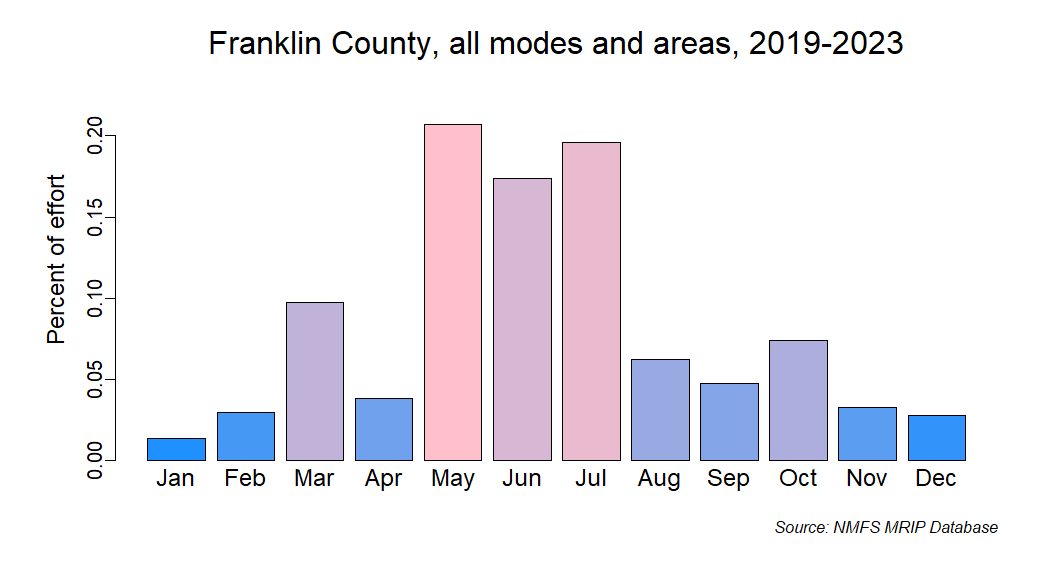 Franklin County, all modes and areas, 2019-2023
Percent of effort
0.20
0.15
0.10
0.05
0.00
Jan Feb Mar Apr May Jun Jul Aug Sep Oct Nov Dec
Source: NMFS MRIP Database